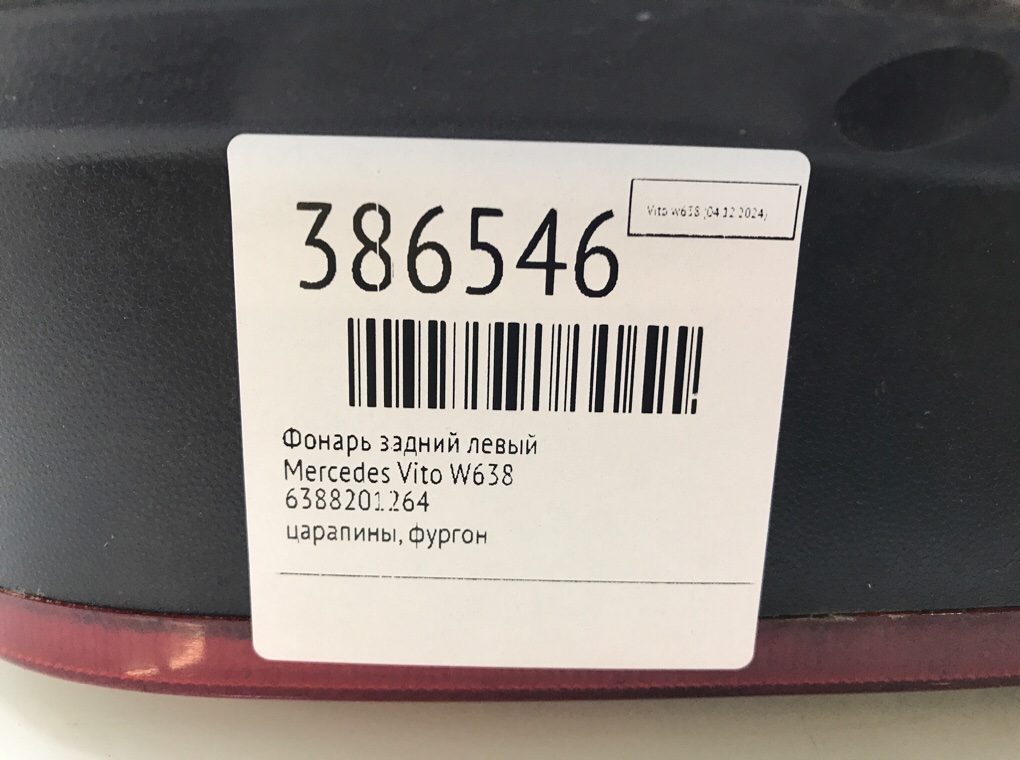 386546
Vito w638 (04.12.2024)
Фонарь задний левый
Mercedes Vito W638
6388201264
царапины, фургон